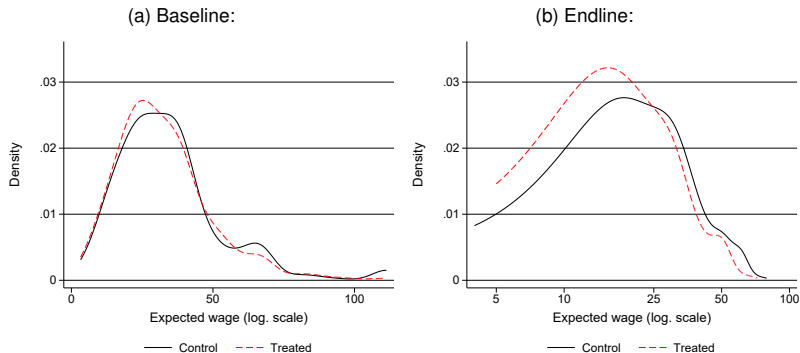 (a) Baseline:
Density
.03
.02
.01
0
0 50 100
Expected wage (log. scale)
Control Treated
(b) Endline:
Density
.03
.02
.01
0
5 10 25 50 100
Expected wage (log. scale)
Control Treated